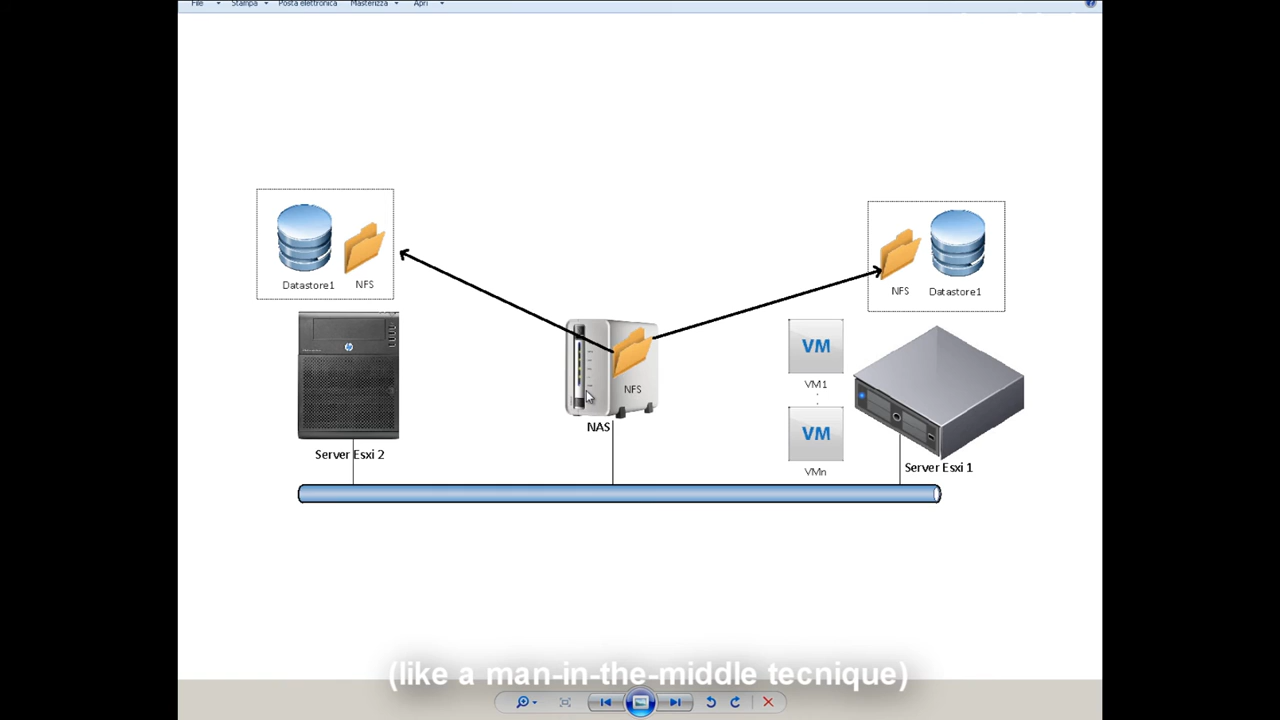 File Stampa Posta elettronica Masterizza Apri
Datastore1 NFS
NFS Datastore1
VM
VM1
NFS
NAS
VM
VMn
hp
Server Esxi 2
Server Esxi 1
(like a man-in-the-middle tecnique)